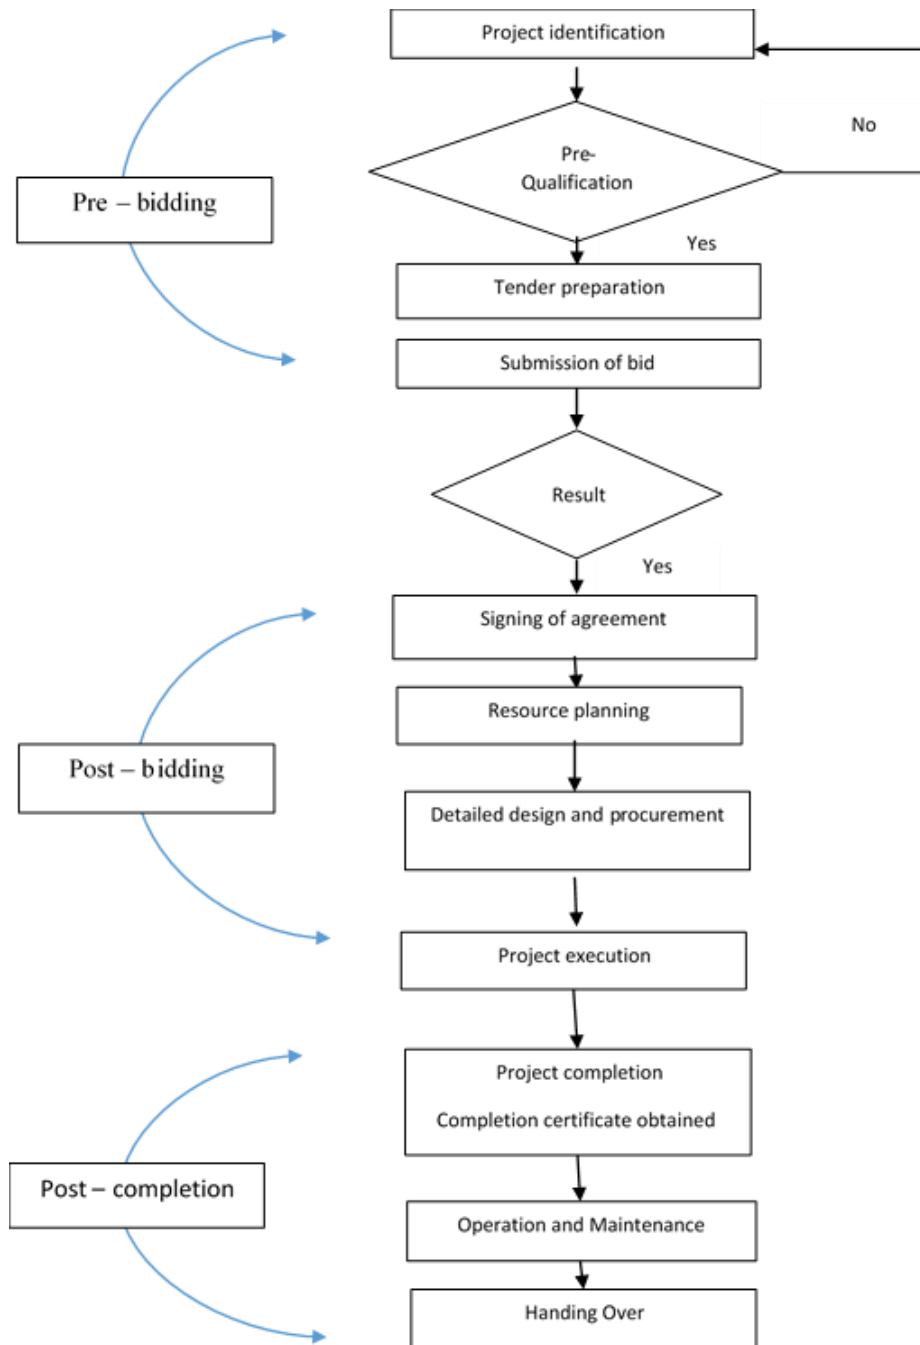 Project identification
No
Pre-
Qualification
Pre – bidding
Yes
Tender preparation
Submission of bid
Result
Yes
Signing of agreement
Resource planning
Post – bidding
Detailed design and procurement
Project execution
Project completion
Completion certificate obtained
Post – completion
Operation and Maintenance
Handing Over